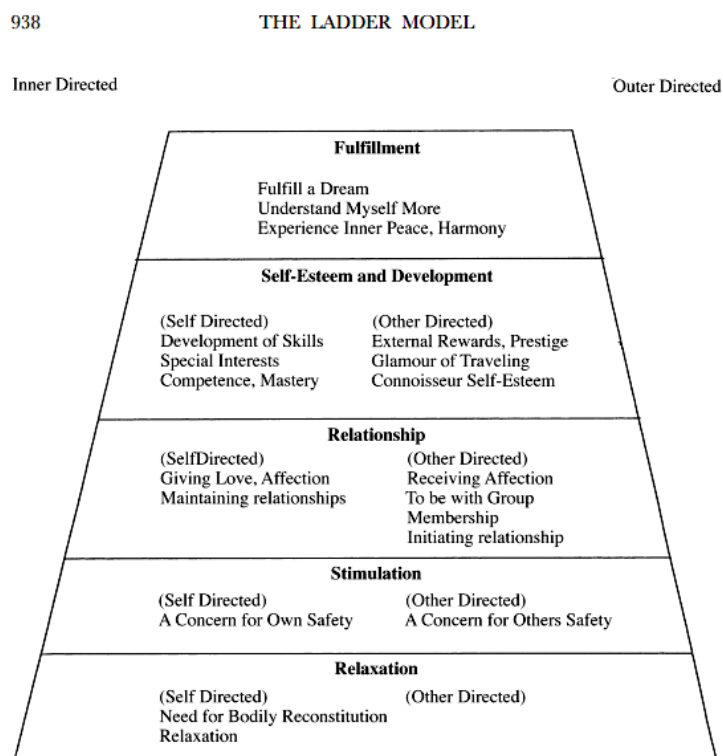 938 THE LADDER MODEL
Inner Directed Outer Directed
Fulfillment
Fulfill a Dream
Understand Myself More
Experience Inner Peace, Harmony
Self-Esteem and Development
(Self Directed) (Other Directed)
Development of Skills External Rewards, Prestige
Special Interests Glamour of Traveling
Competence, Mastery Connoisseur Self-Esteem
Relationship
(SelfDirected) (Other Directed)
Giving Love, Affection Receiving Affection
Maintaining relationships To be with Group
Membership
Initiating relationship
Stimulation
(Self Directed) (Other Directed)
A Concern for Own Safety A Concern for Others Safety
Relaxation
(Self Directed) (Other Directed)
Need for Bodily Reconstitution
Relaxation